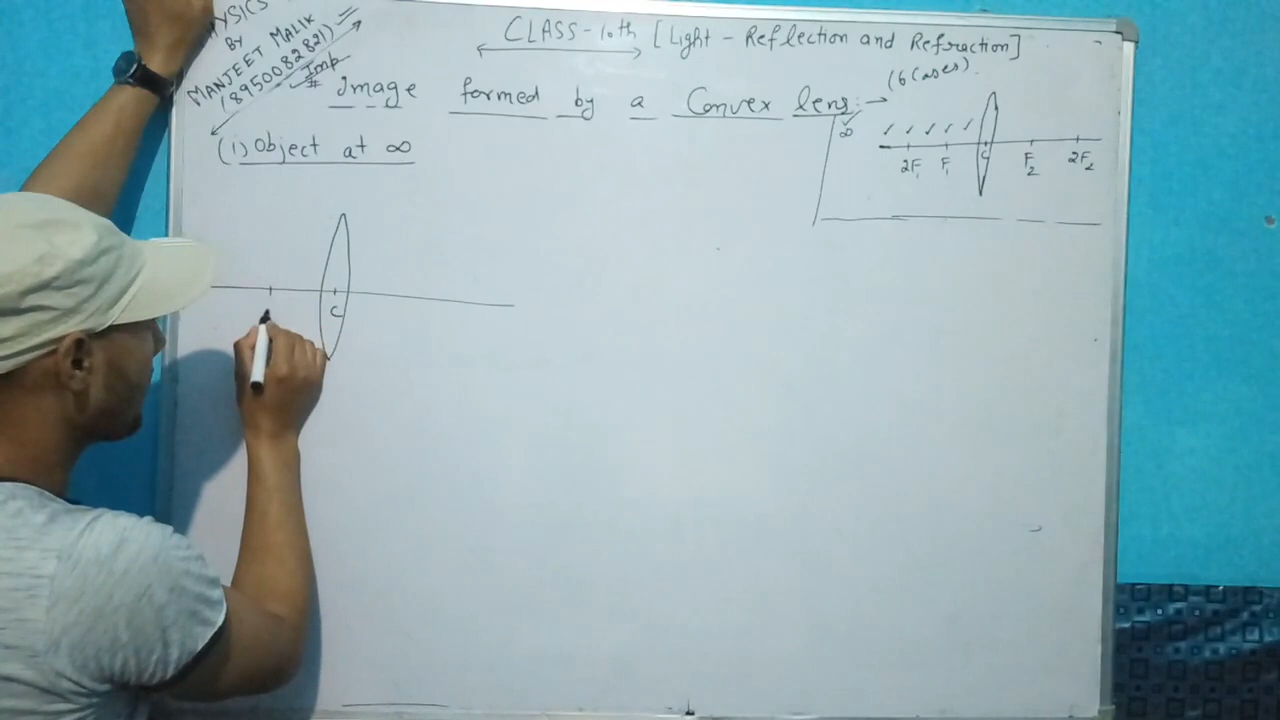 PHYSICS
BY
MANJEET MALIK
(8950082821)
CLASS-10th [Light - Reflection and Refraction]
Imp
# Image formed by a Convex lens:→ (6 Cases)
(i) Object at ∞
∞
2F₁ F₁ C F₂ 2F₂
C